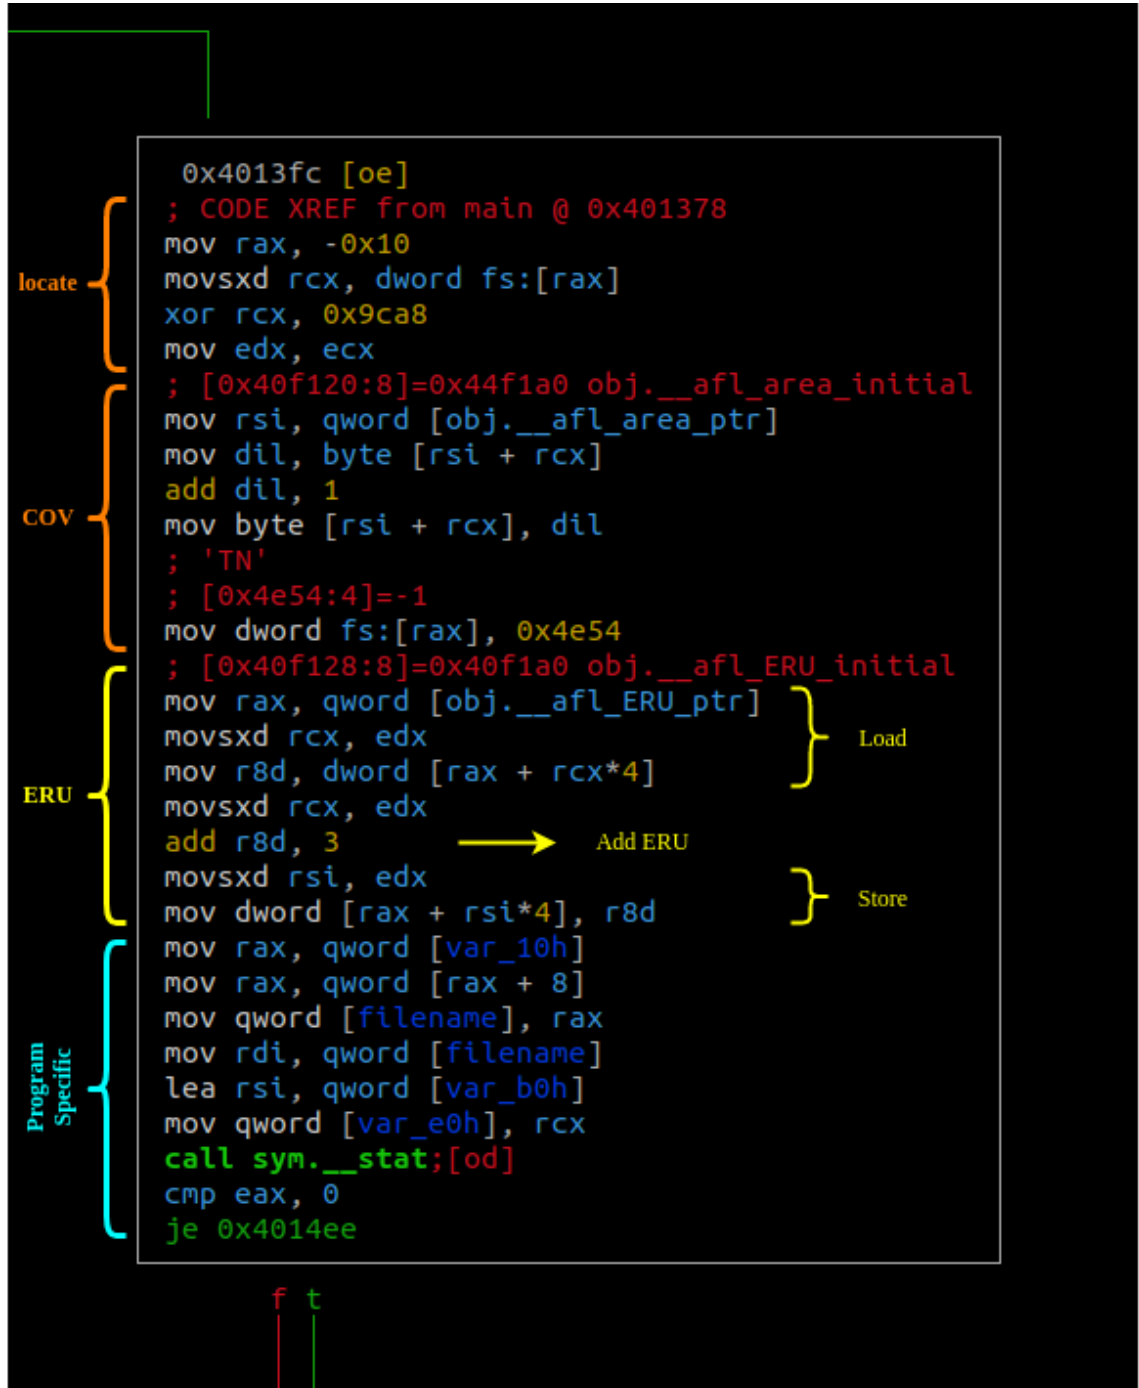 0x4013fc [oe]
; CODE XREF from main @ 0x401378
mov rax, -0x10
locate
movsxd rcx, dword fs:[rax]
xor rcx, 0x9ca8
mov edx, ecx
; [0x40f120:8]=0x44f1a0 obj.__afl_area_initial
mov rsi, qword [obj.__afl_area_ptr]
mov dil, byte [rsi + rcx]
add dil, 1
COV
mov byte [rsi + rcx], dil
; 'TN'
; [0x4e54:4]=-1
mov dword fs:[rax], 0x4e54
; [0x40f128:8]=0x40f1a0 obj.__afl_ERU_initial
mov rax, qword [obj.__afl_ERU_ptr]
movsxd rcx, edx
Load
mov r8d, dword [rax + rcx*4]
ERU
movsxd rcx, edx
add r8d, 3
Add ERU
movsxd rsi, edx
Store
mov dword [rax + rsi*4], r8d
mov rax, qword [var_10h]
mov rax, qword [rax + 8]
mov qword [filename], rax
mov rdi, qword [filename]
Program
Specific
lea rsi, qword [var_b0h]
mov qword [var_e0h], rcx
call sym.__stat;[od]
cmp eax, 0
je 0x4014ee
f t